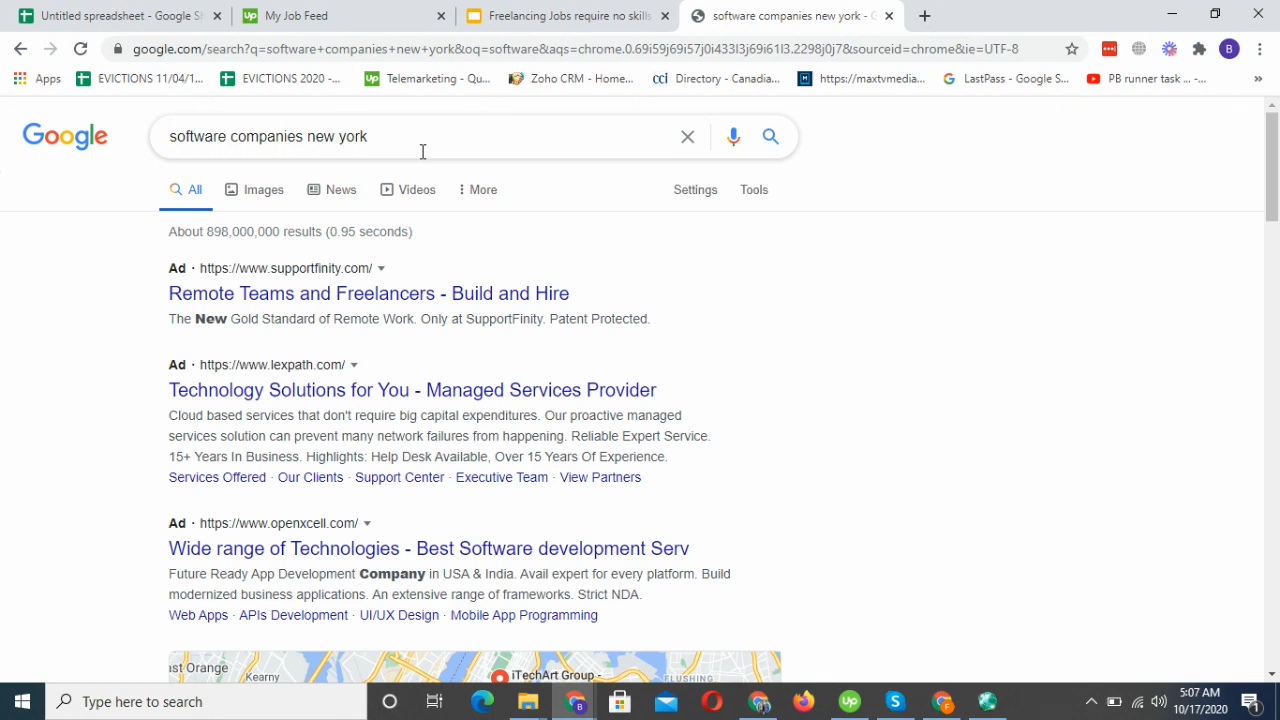 Untitled spreadsheet - Google Sh
My Job Feed
Freelancing Jobs require no skills
software companies new york - G
google.com/search?q=software+companies+new+york&oq=software&aqs=chrome.0.69i59j69i57j0i433l3j69i61l3.2298j0j7&sourceid=chrome&ie=UTF-8
B
Apps
EVICTIONS 11/04/1...
EVICTIONS 2020 -...
Up
Telemarketing - Qu...
Zoho CRM - Home...
cci
Directory - Canadia...
https://maxtvmedia...
LastPass - Google S...
PB runner task ... -...
»
Google
software companies new york
All
Images
News
Videos
More
Settings
Tools
About 898,000,000 results (0.95 seconds)
Ad · https://www.supportfinity.com/
Remote Teams and Freelancers - Build and Hire
The New Gold Standard of Remote Work. Only at SupportFinity. Patent Protected.
Ad · https://www.lexpath.com/
Technology Solutions for You - Managed Services Provider
Cloud based services that don't require big capital expenditures. Our proactive managed
services solution can prevent many network failures from happening. Reliable Expert Service.
15+ Years In Business. Highlights: Help Desk Available, Over 15 Years Of Experience.
Services Offered · Our Clients · Support Center · Executive Team · View Partners
Ad · https://www.openxcell.com/
Wide range of Technologies - Best Software development Serv
Future Ready App Development Company in USA & India. Avail expert for every platform. Build
modernized business applications. An extensive range of frameworks. Strict NDA.
Web Apps · APIs Development · UI/UX Design · Mobile App Programming
ast Orange
Kearny
iTechArt Group -
FLUSHING
Type here to search
5:07 AM
10/17/2020